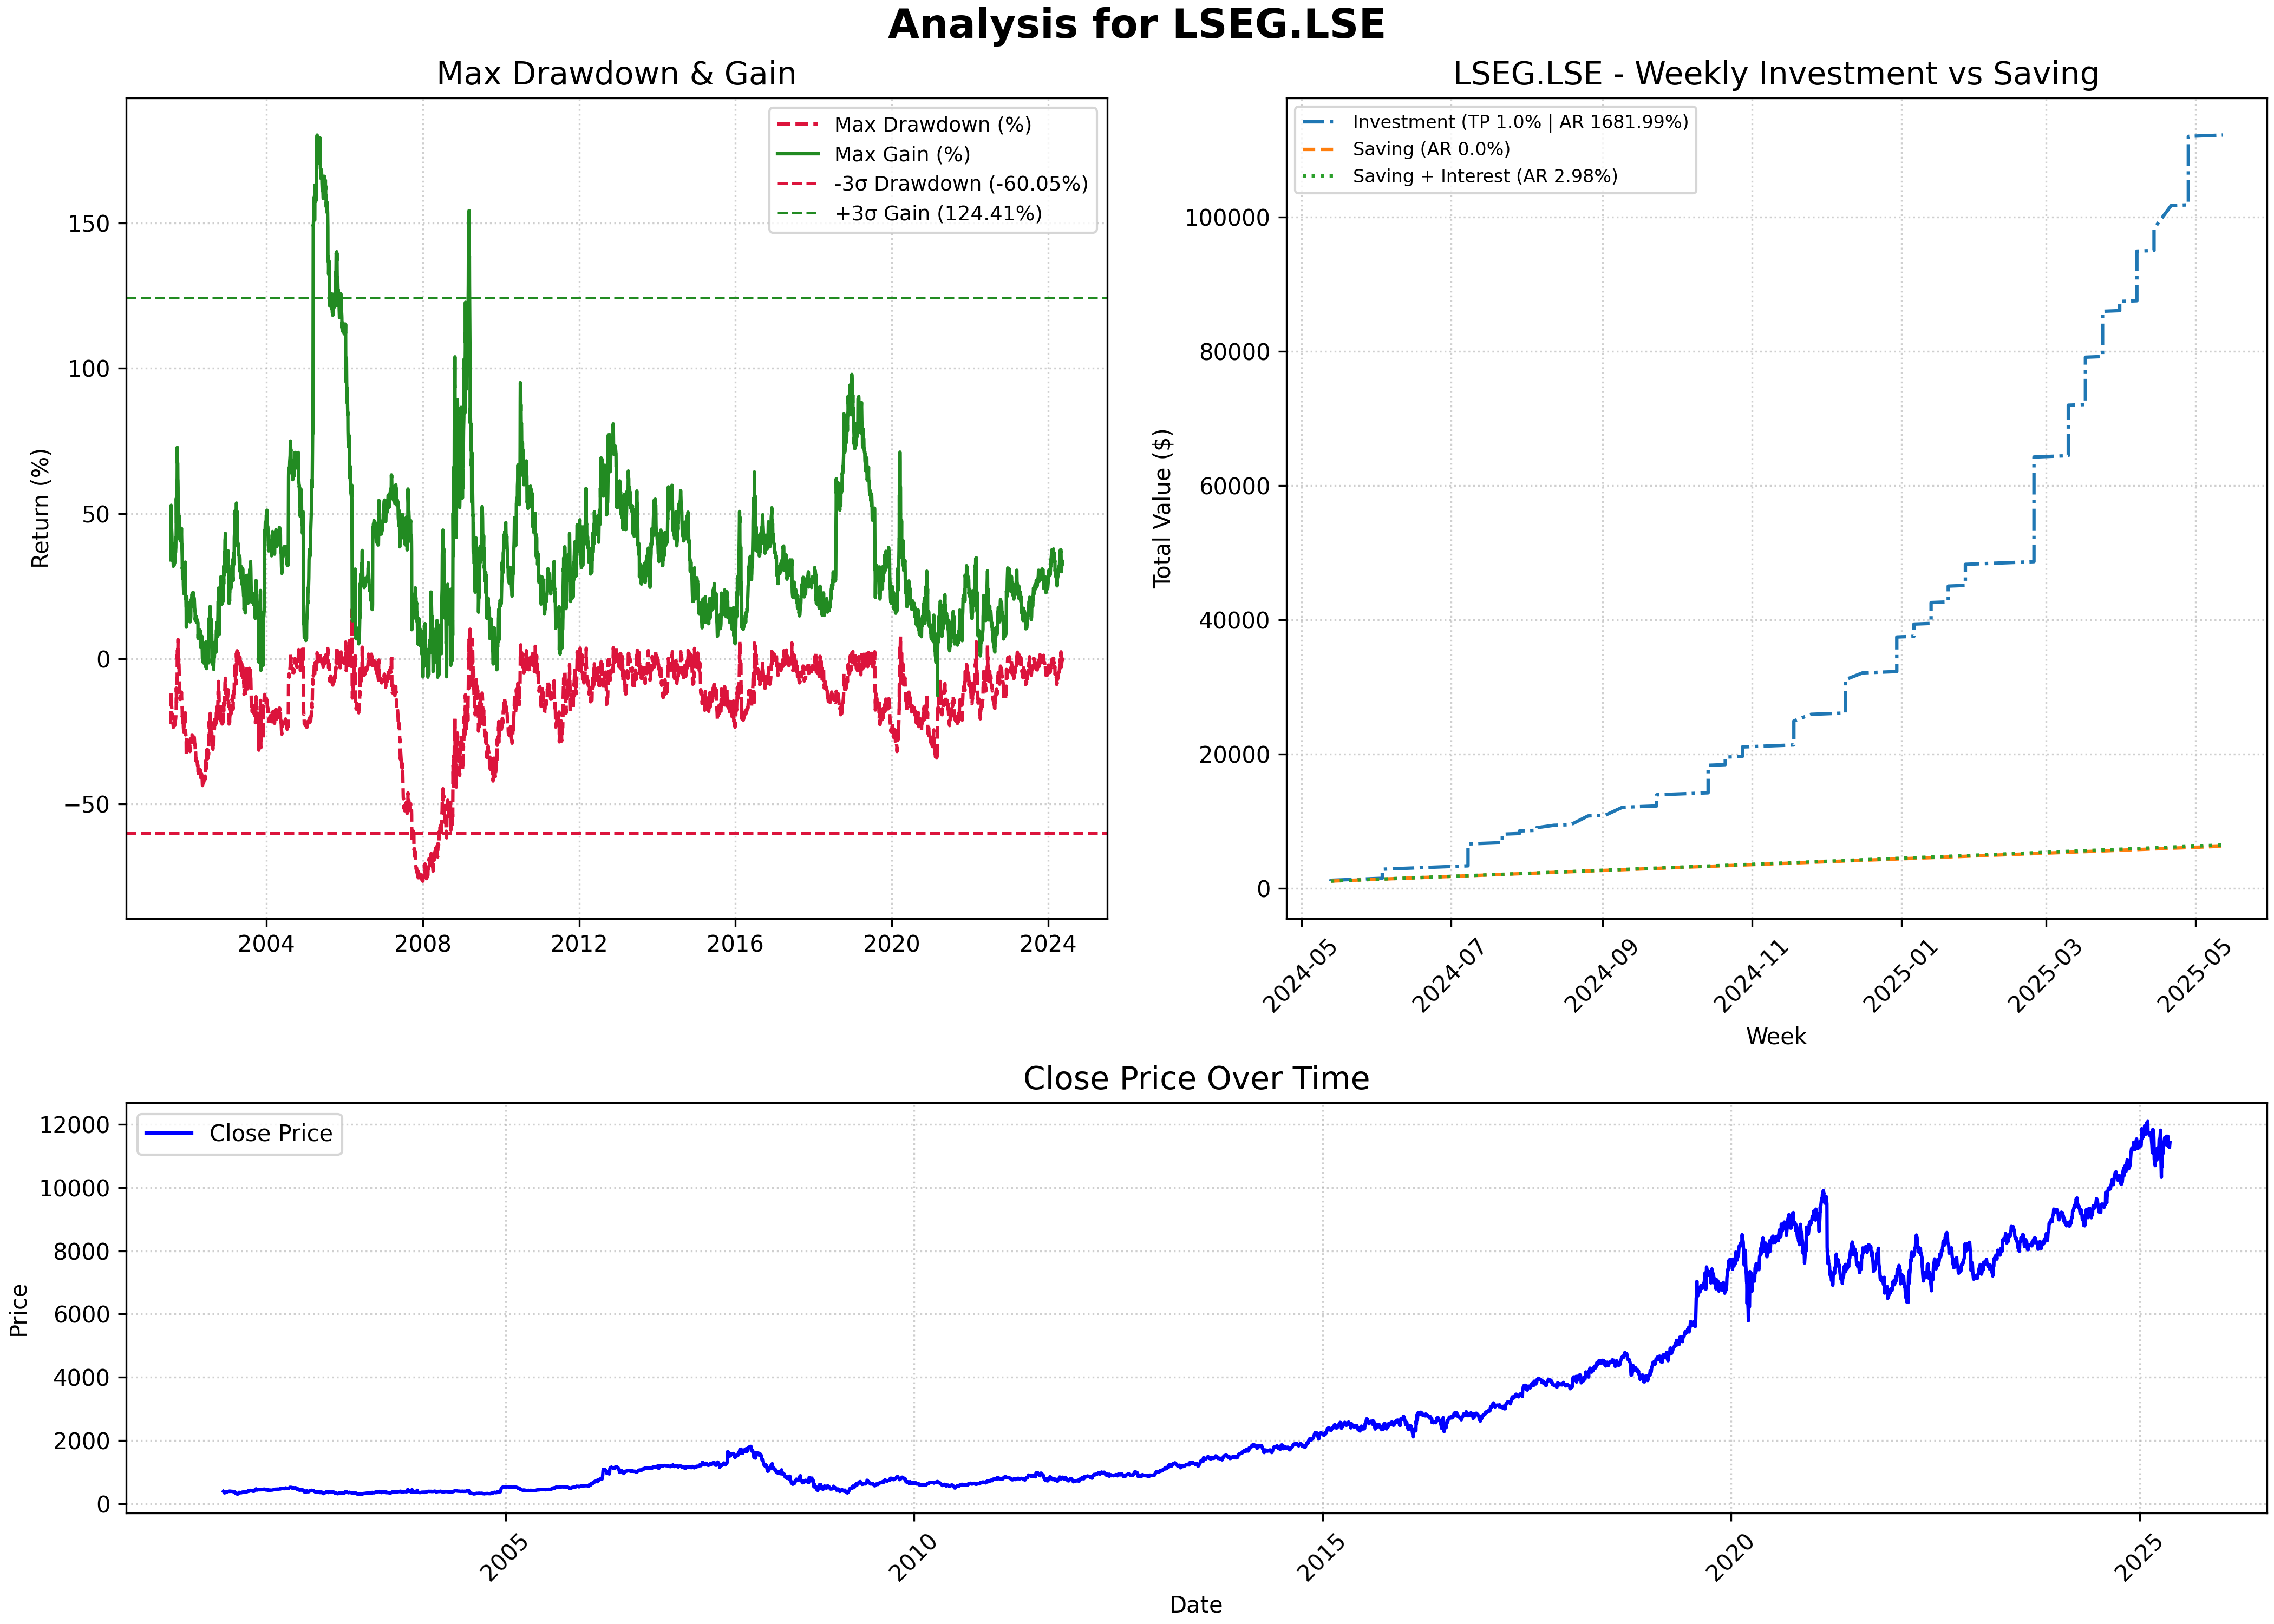 Analysis for LSEG.LSE
Max Drawdown & Gain
Max Drawdown (%)
Max Gain (%)
-3σ Drawdown (-60.05%)
+3σ Gain (124.41%)
Return (%)
150
100
50
0
−50
2004
2008
2012
2016
2020
2024
LSEG.LSE - Weekly Investment vs Saving
Investment (TP 1.0% | AR 1681.99%)
Saving (AR 0.0%)
Saving + Interest (AR 2.98%)
Total Value ($)
100000
80000
60000
40000
20000
0
2024-05
2024-07
2024-09
2024-11
2025-01
2025-03
2025-05
Week
Close Price Over Time
Close Price
Price
12000
10000
8000
6000
4000
2000
0
2005
2010
2015
2020
2025
Date